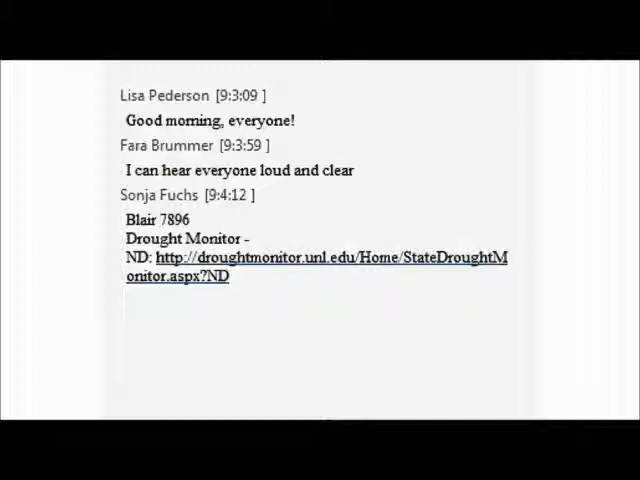 Lisa Pederson [9:3:09 ]
Good morning, everyone!
Fara Brummer [9:3:59 ]
I can hear everyone loud and clear
Sonja Fuchs [9:4:12 ]
Blair 7896
Drought Monitor -
ND: http://droughtmonitor.unl.edu/Home/StateDroughtM
onitor.aspx?ND